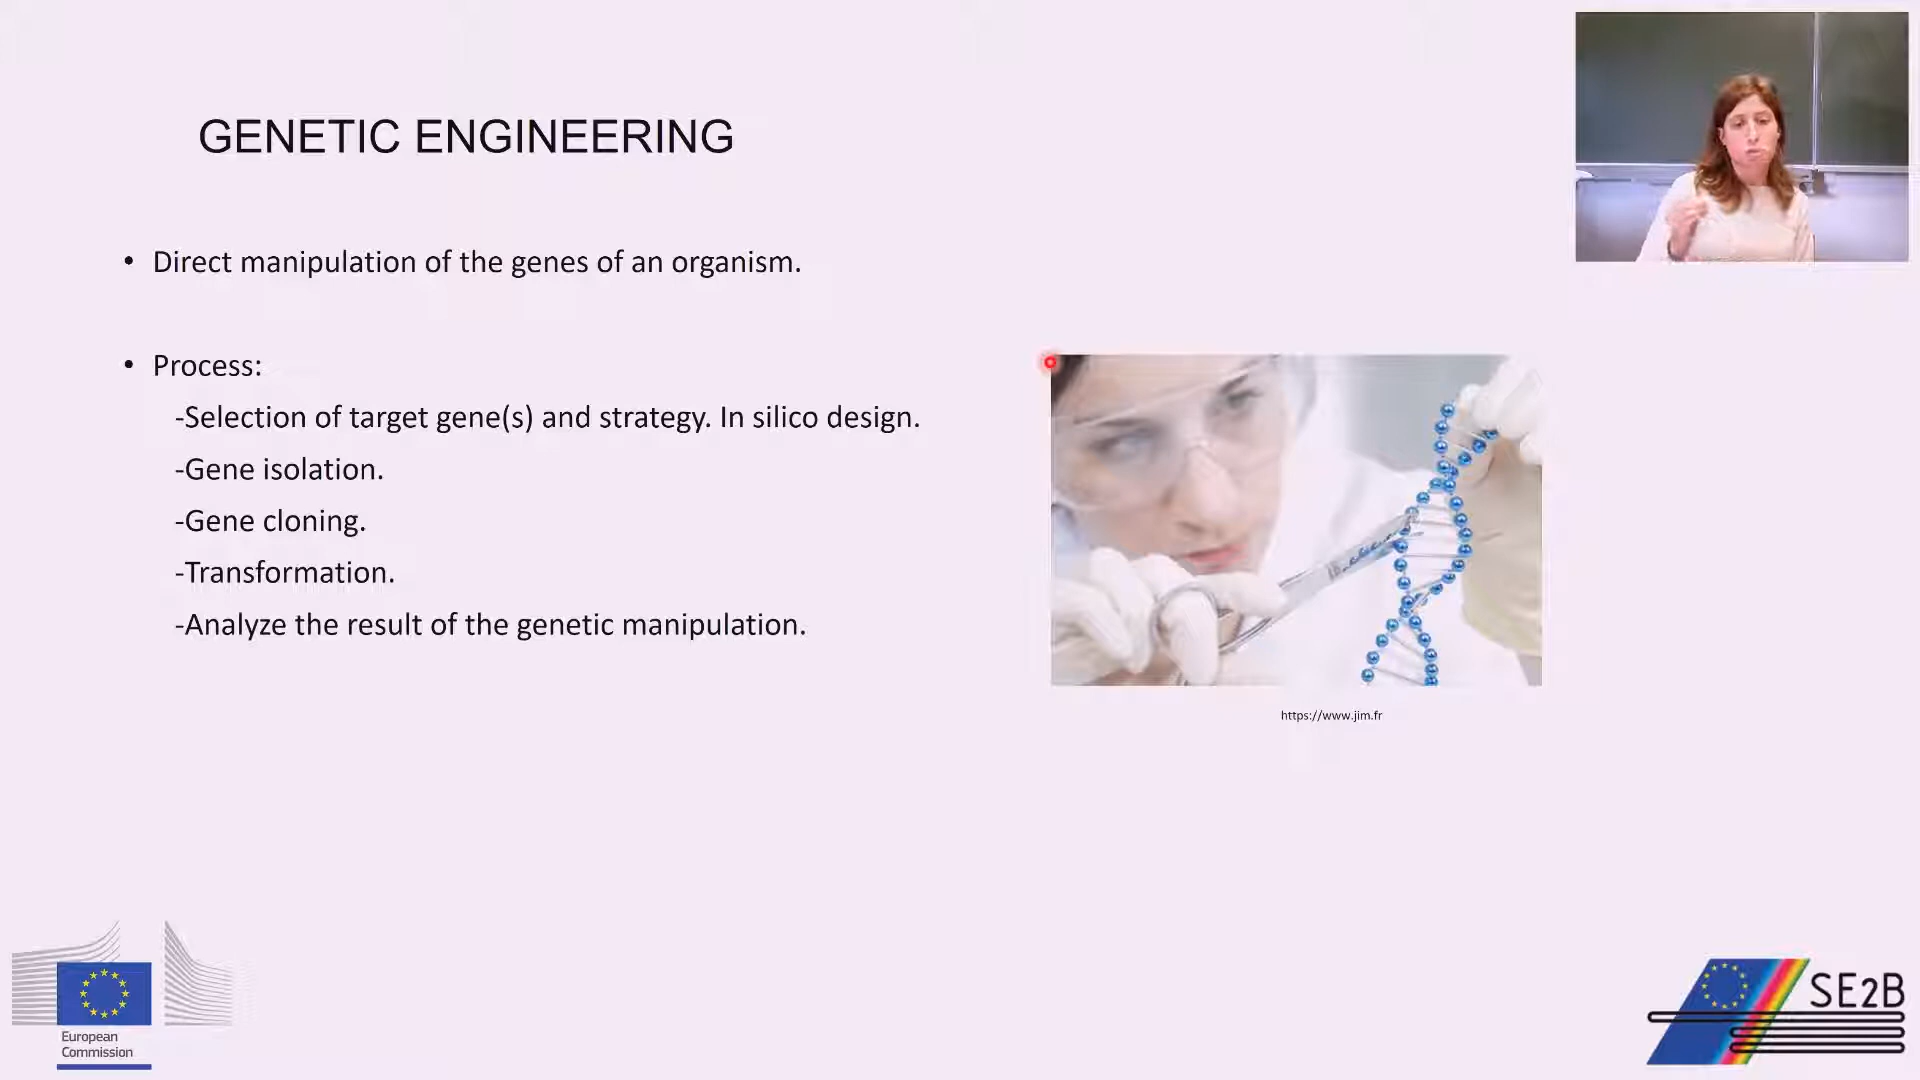 GENETIC ENGINEERING
• Direct manipulation of the genes of an organism.
• Process:
-Selection of target gene(s) and strategy. In silico design.
-Gene isolation.
-Gene cloning.
-Transformation.
-Analyze the result of the genetic manipulation.
https://www.jim.fr
European
Commission
SE2B